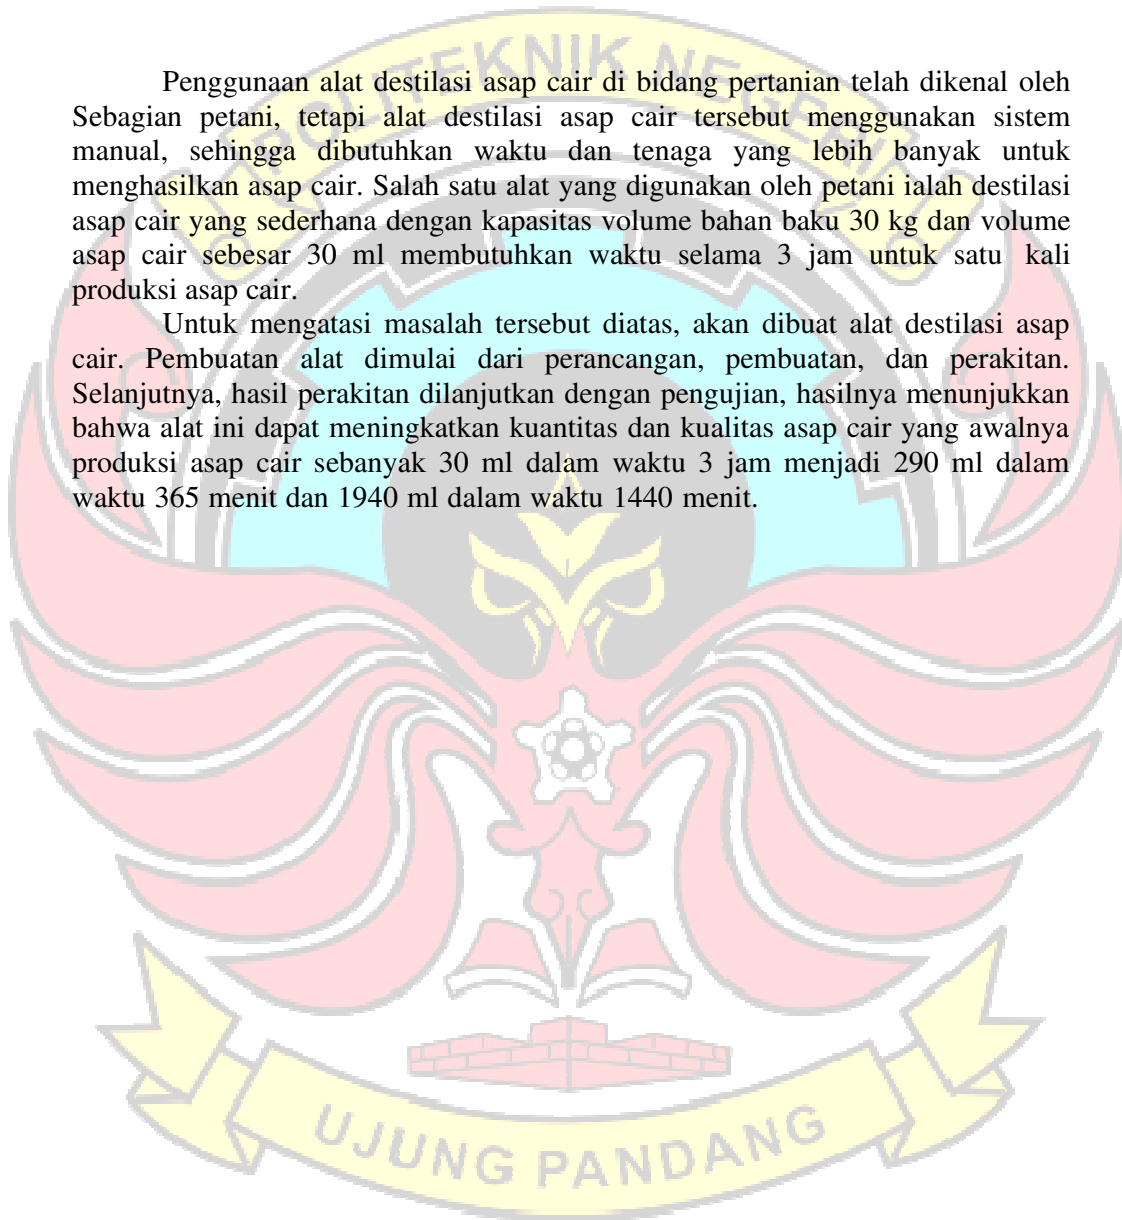 POLITEKNIK NEGERI
Penggunaan alat destilasi asap cair di bidang pertanian telah dikenal oleh
Sebagian petani, tetapi alat destilasi asap cair tersebut menggunakan sistem
manual, sehingga dibutuhkan waktu dan tenaga yang lebih banyak untuk
menghasilkan asap cair. Salah satu alat yang digunakan oleh petani ialah destilasi
asap cair yang sederhana dengan kapasitas volume bahan baku 30 kg dan volume
asap cair sebesar 30 ml membutuhkan waktu selama 3 jam untuk satu kali
produksi asap cair.
Untuk mengatasi masalah tersebut diatas, akan dibuat alat destilasi asap
cair. Pembuatan alat dimulai dari perancangan, pembuatan, dan perakitan.
Selanjutnya, hasil perakitan dilanjutkan dengan pengujian, hasilnya menunjukkan
bahwa alat ini dapat meningkatkan kuantitas dan kualitas asap cair yang awalnya
produksi asap cair sebanyak 30 ml dalam waktu 3 jam menjadi 290 ml dalam
waktu 365 menit dan 1940 ml dalam waktu 1440 menit.
UJUNG PANDANG